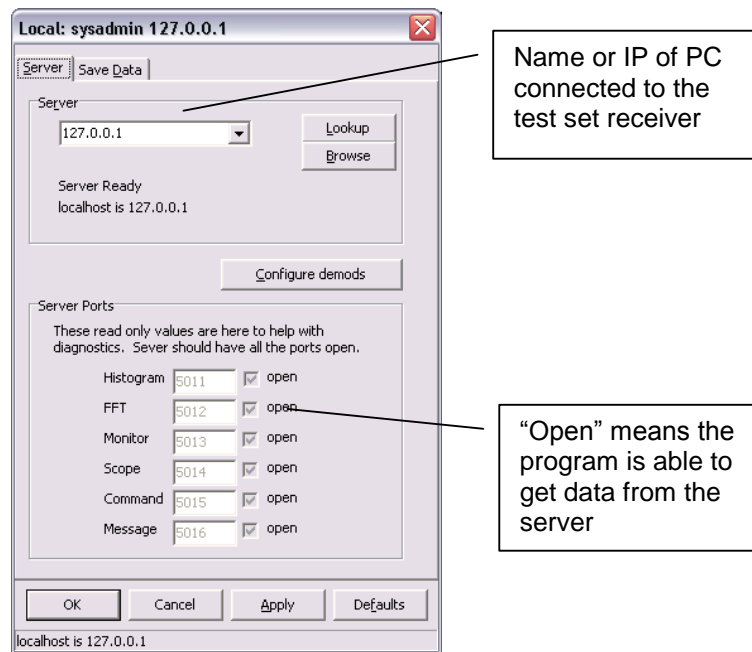 Local: sysadmin 127.0.0.1
Server
Save Data
Server
127.0.0.1
Lookup
Browse
Server Ready
localhost is 127.0.0.1
Configure demods
Server Ports
These read only values are here to help with
diagnostics. Sever should have all the ports open.
Histogram 5011 open
FFT 5012 open
Monitor 5013 open
Scope 5014 open
Command 5015 open
Message 5016 open
OK Cancel Apply Defaults
localhost is 127.0.0.1
Name or IP of PC
connected to the
test set receiver
“Open” means the
program is able to
get data from the
server